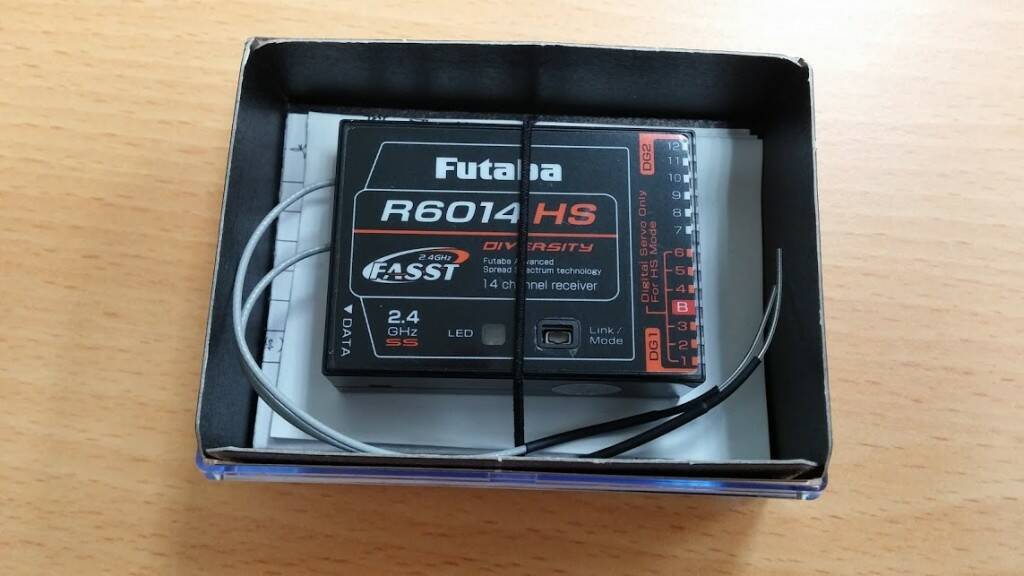 Futaba
R6014 HS
DIVERSITY
2.4GHz
FASST
Futaba Advanced
Spread Spectrum technology
14 channel receiver
▼DATA
2.4
GHz
SS
LED
Link/
Mode
Digital Servo Only
For HS Mode
DG2
12
11
10
9
8
7
6
5
4
B
3
2
1
DG1